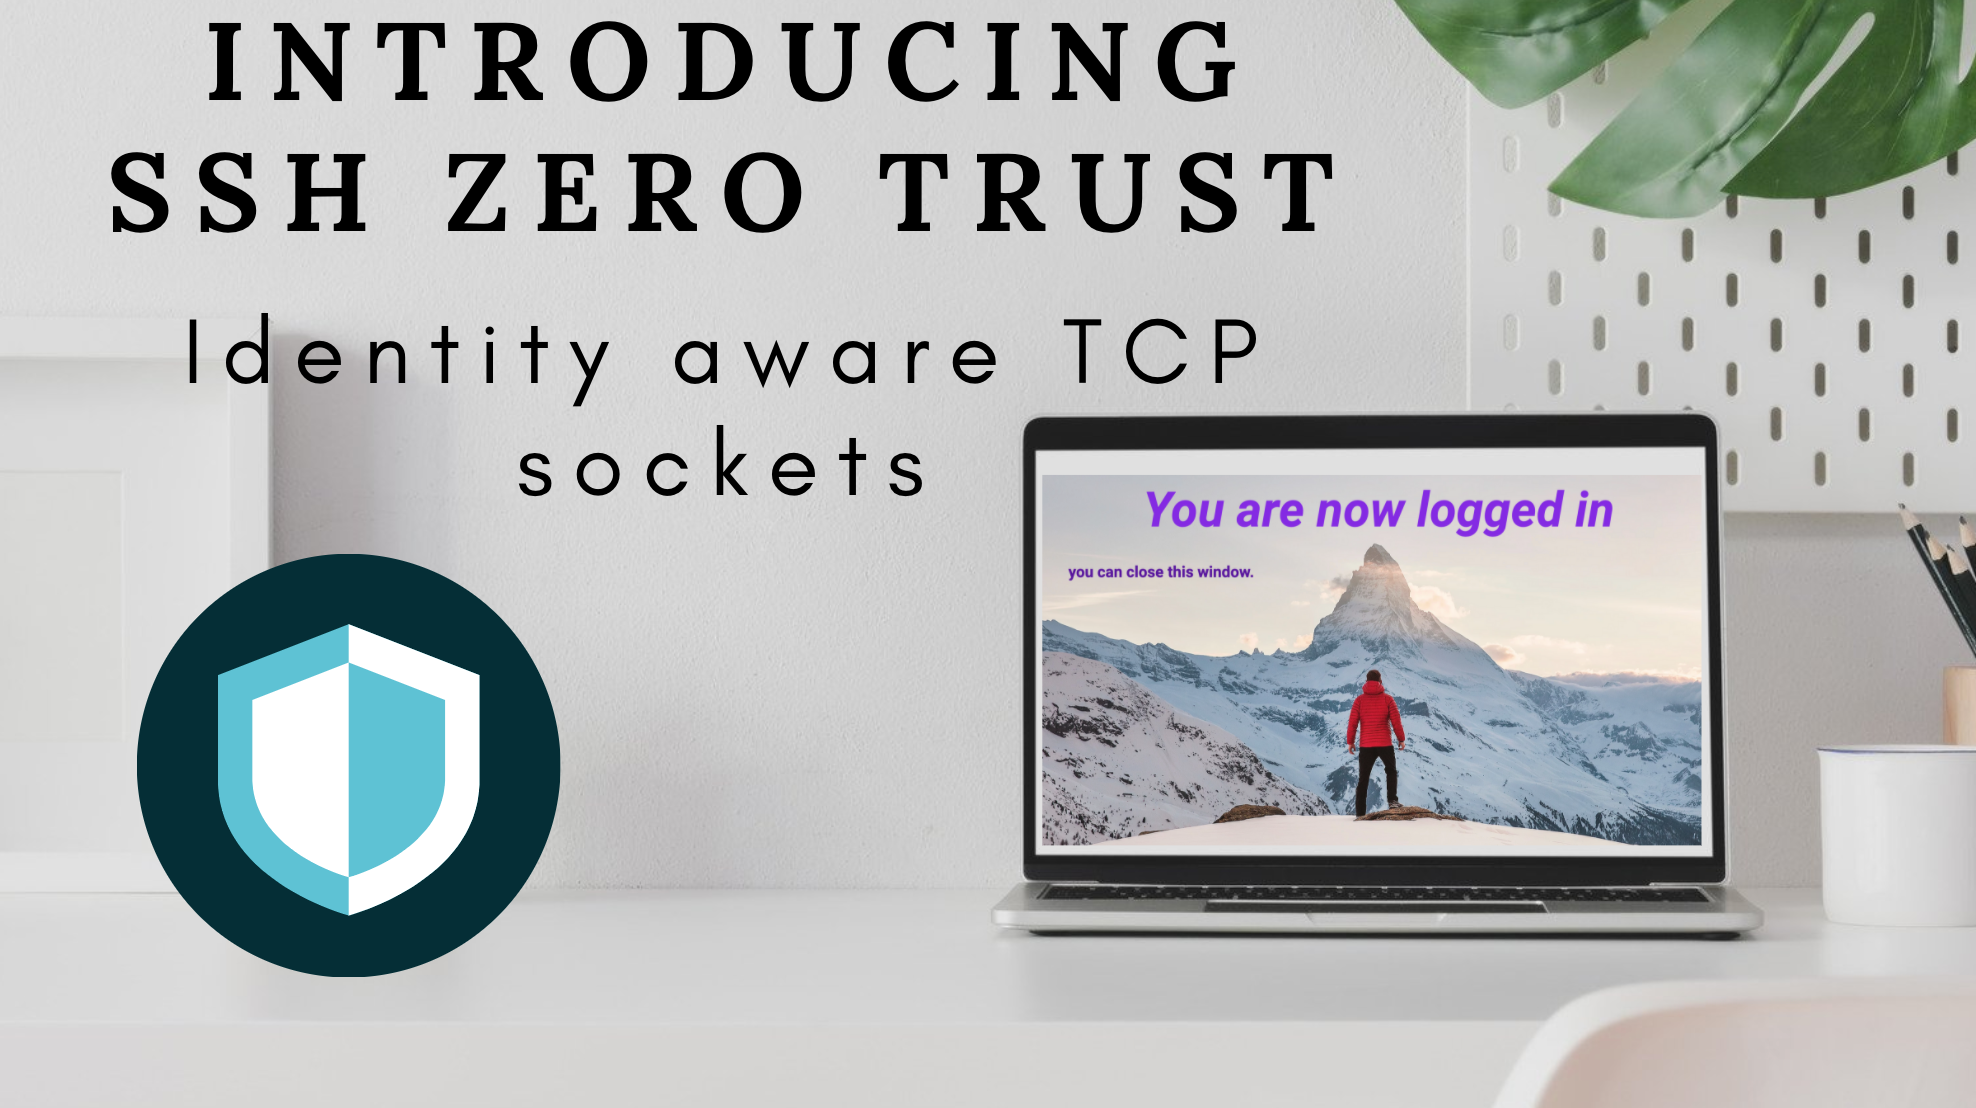 INTRODUCING
SSH ZERO TRUST
Identity aware TCP
sockets
You are now logged in
you can close this window.